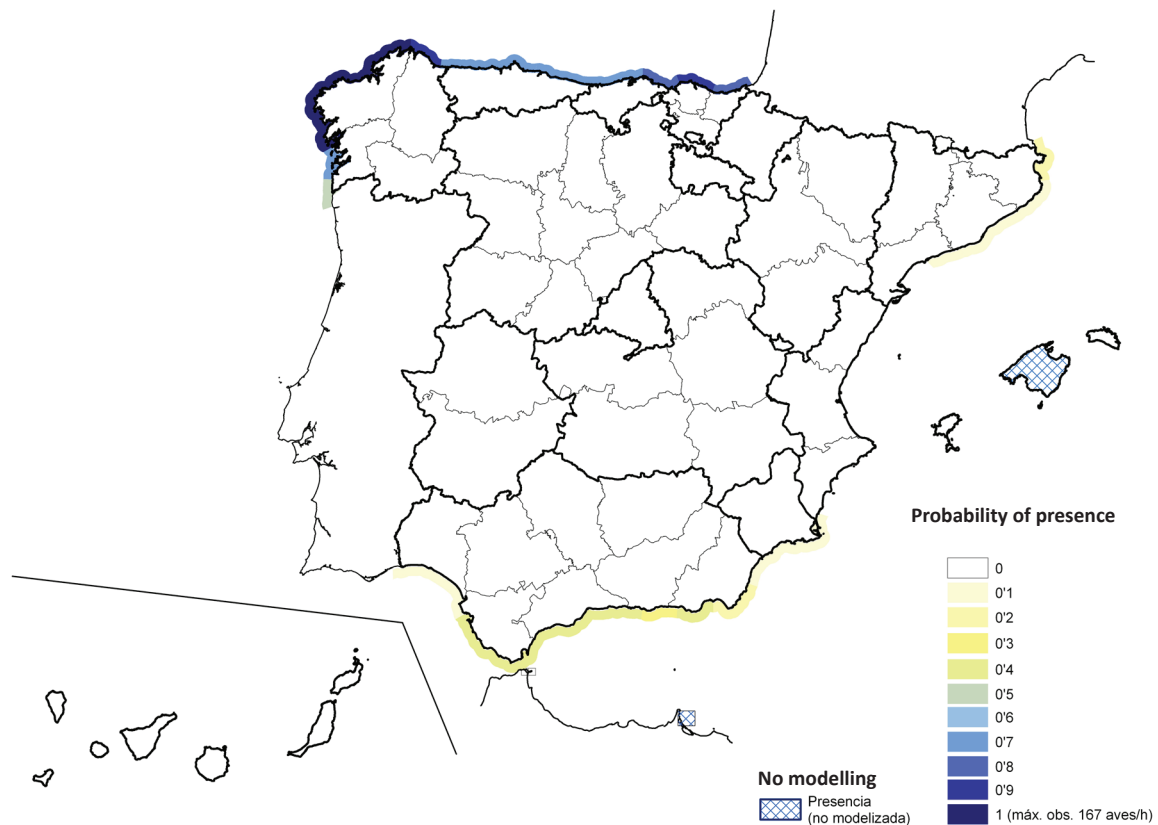 Probability of presence
0
0'1
0'2
0'3
0'4
0'5
0'6
0'7
0'8
0'9
1 (máx. obs. 167 aves/h)
No modelling
Presencia
(no modelizada)